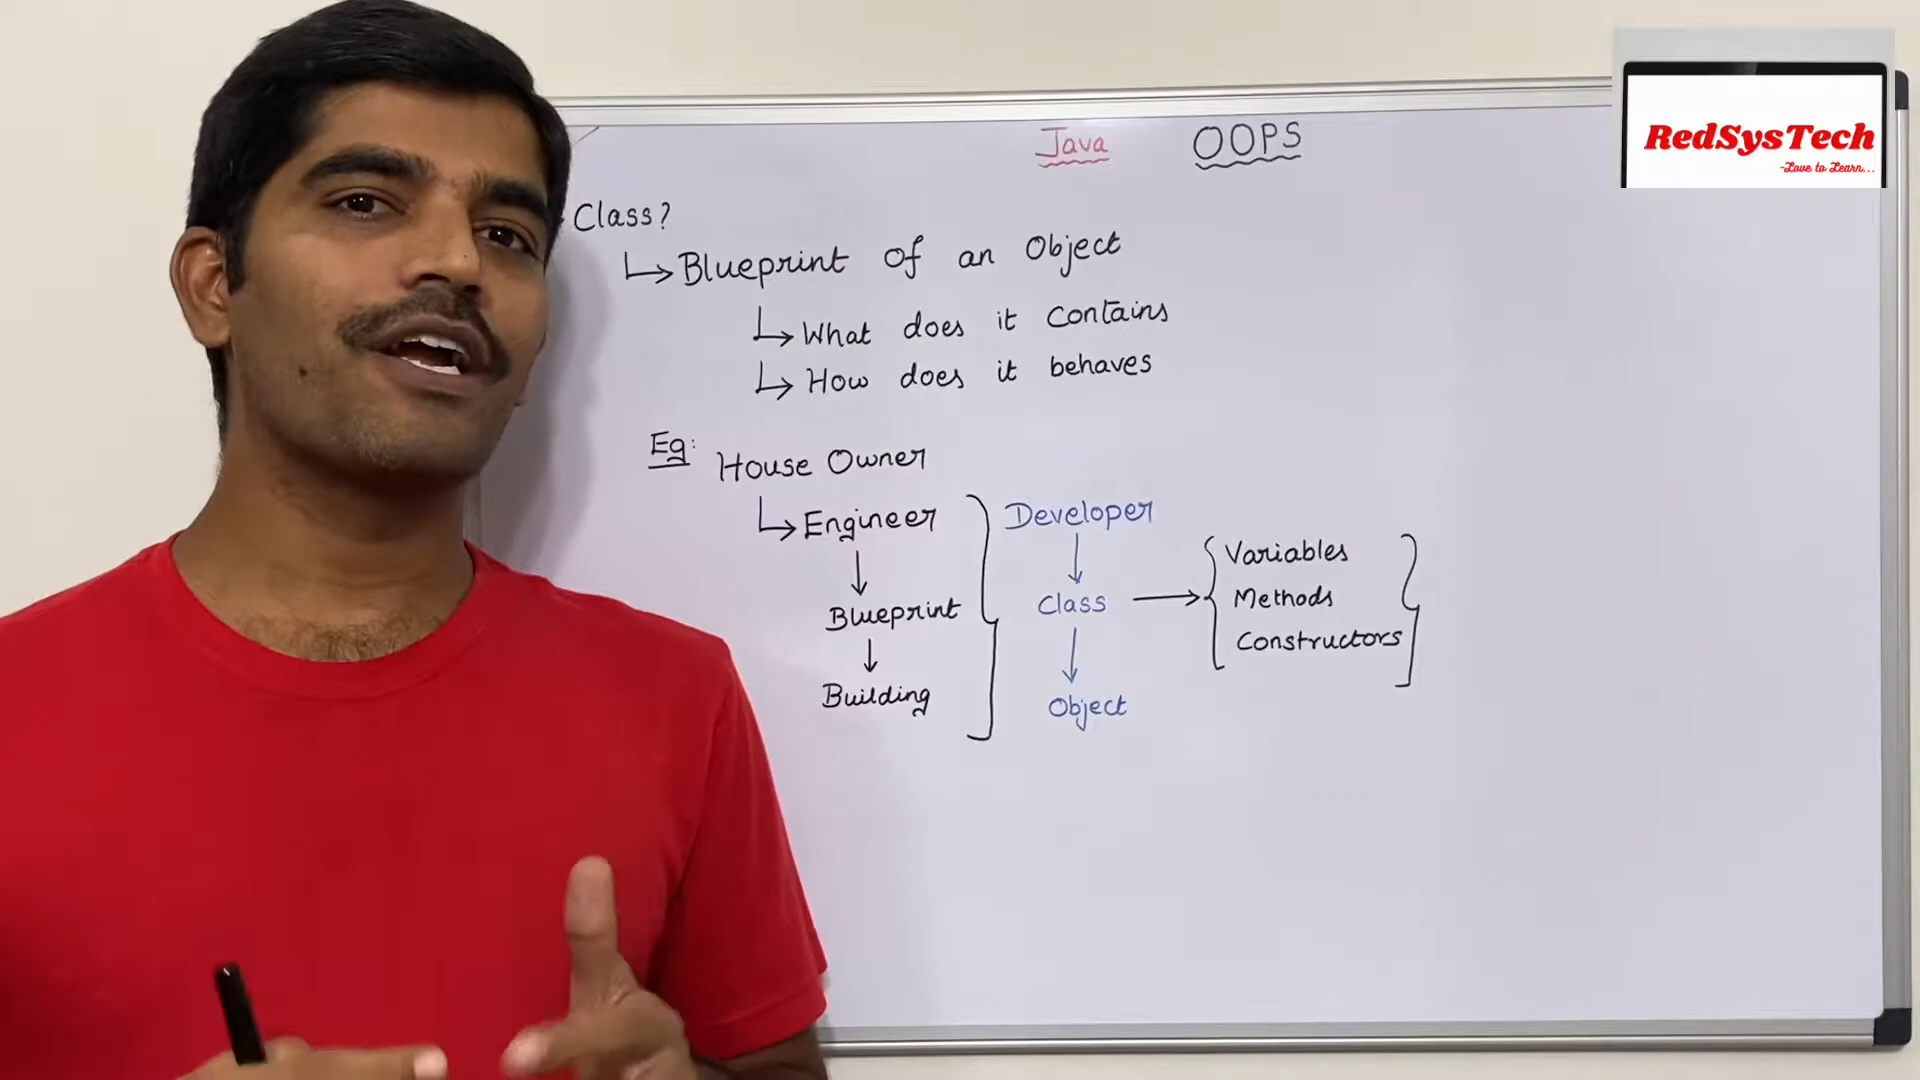 Java OOPS
RedSysTech
-Love to Learn...
Class?
Blueprint of an Object
What does it contains
How does it behaves
Eg:
House Owner
Engineer
Blueprint
Building
Developer
Class
Object
Variables
Methods
Constructors